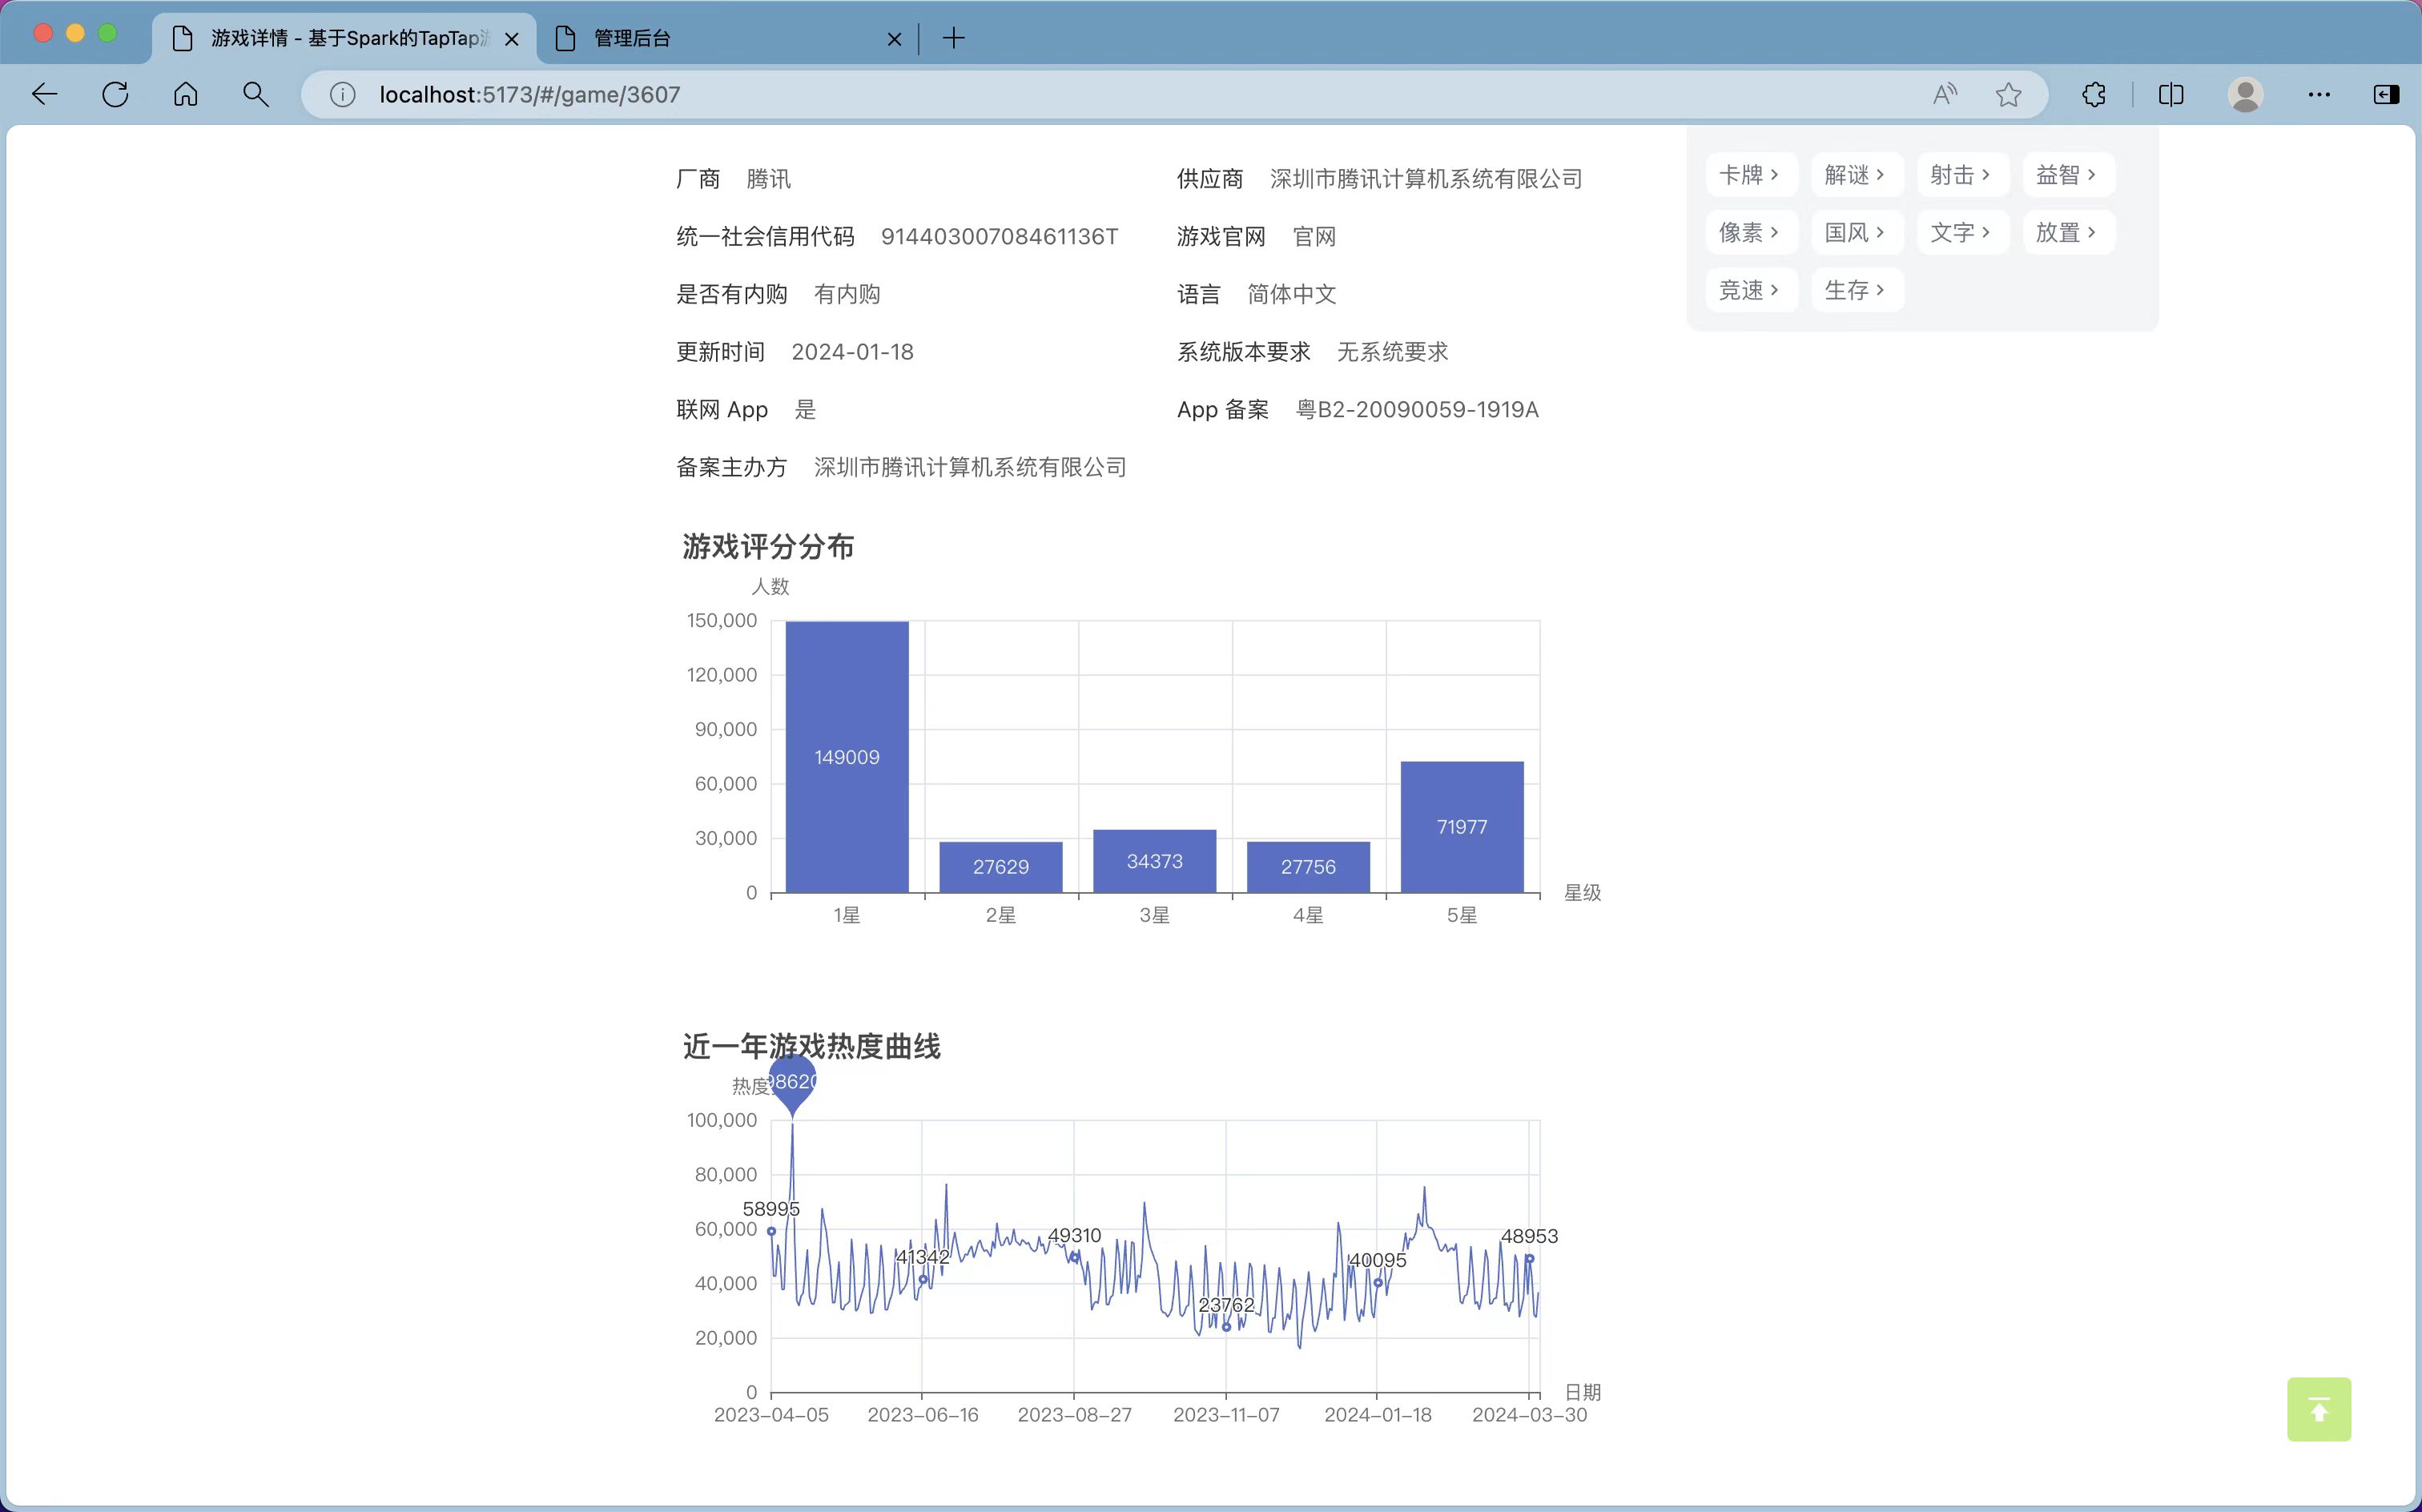 游戏详情 - 基于Spark的TapTap
管理后台
localhost:5173/#/game/3607
厂商 腾讯
供应商 深圳市腾讯计算机系统有限公司
统一社会信用代码 91440300708461136T
游戏官网 官网
是否有内购 有内购
语言 简体中文
更新时间 2024-01-18
系统版本要求 无系统要求
联网 App 是
App 备案 粤B2-20090059-1919A
备案主办方 深圳市腾讯计算机系统有限公司
卡牌 解谜 射击 益智
像素 国风 文字 放置
竞速 生存
游戏评分分布
人数
150,000
120,000
90,000
60,000
30,000
0
149009
27629
34373
27756
71977
1星 2星 3星 4星 5星
星级
近一年游戏热度曲线
热度
98620
100,000
80,000
60,000
40,000
20,000
0
58995
41342
49310
23762
40095
48953
日期
2023-04-05 2023-06-16 2023-08-27 2023-11-07 2024-01-18 2024-03-30